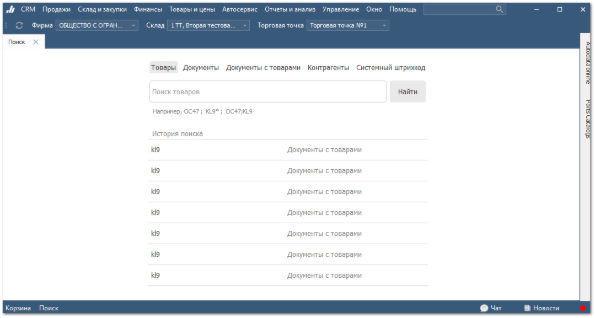 CRM Продажи Склад и закупки Финансы Товары и цены Автосервис Отчеты и анализ Управление Окно Помощь
Фирма ОБЩЕСТВО С ОГРАН... Склад 1 ТТ, Вторая тестова... Торговая точка Торговая точка №1
Поиск
Товары Документы Документы с товарами Контрагенты Системный штрихкод
Поиск товаров Найти
Например, OC47 ; KL9* ; OC47;KL9
История поиска
kl9 Документы с товарами
kl9 Документы с товарами
kl9 Документы с товарами
kl9 Документы с товарами
kl9 Документы с товарами
kl9 Документы с товарами
kl9 Документы с товарами
Parts.Catalogs
Корзина Поиск Чат Новости